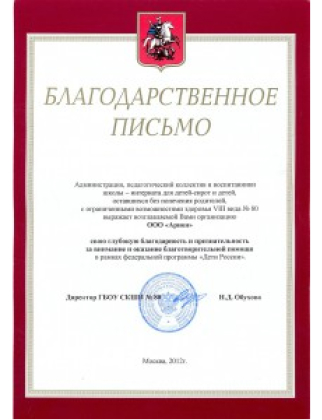 БЛАГОДАРСТВЕННОЕ
ПИСЬМО
Администрация, педагогический коллектив и воспитанники
школы – интерната для детей-сирот и детей,
оставшихся без попечения родителей,
с ограниченными возможностями здоровья VIII вида № 80
выражает возглавляемой Вами организации
ООО
свою глубокую благодарность и признательность
за внимание и оказание благотворительной помощи
в рамках федеральной программы «Дети России».
Директор ГБОУ СКШИ № 80 Н.Д. Обухова
Москва, 2012г.